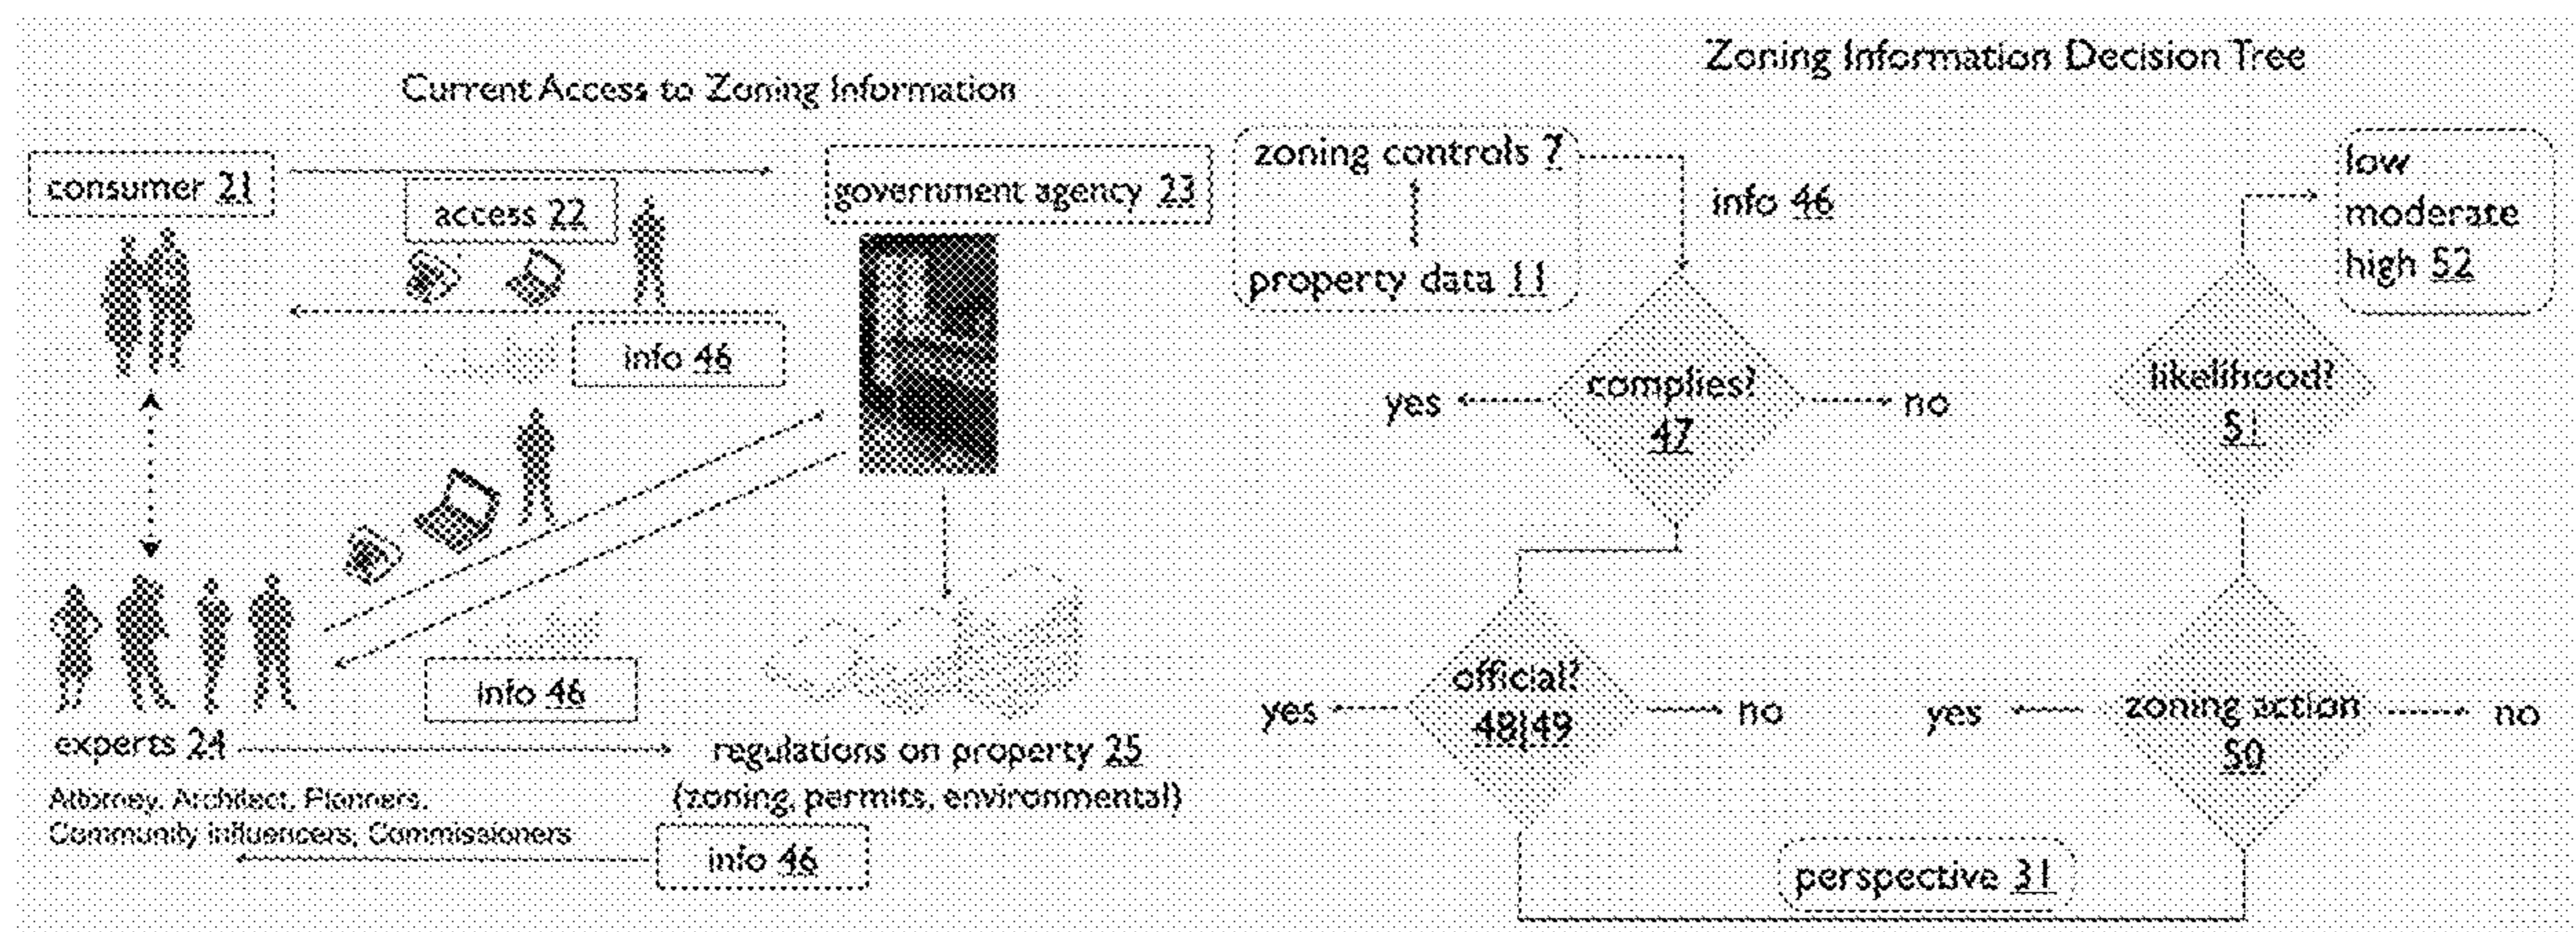 Current Access to Zoning Information
consumer 21
access 22
government agency 23
info 46
info 46
experts 24
Attorney, Architect, Planners,
Community influencers, Commissioners
regulations on property 25
(zoning, permits, environmental)
info 46
Zoning Information Decision Tree
zoning controls 7
property data 11
info 46
complies?
47
yes
no
official?
48|49
yes
no
perspective 31
zoning action
50
yes
no
likelihood?
51
low
moderate
high 52